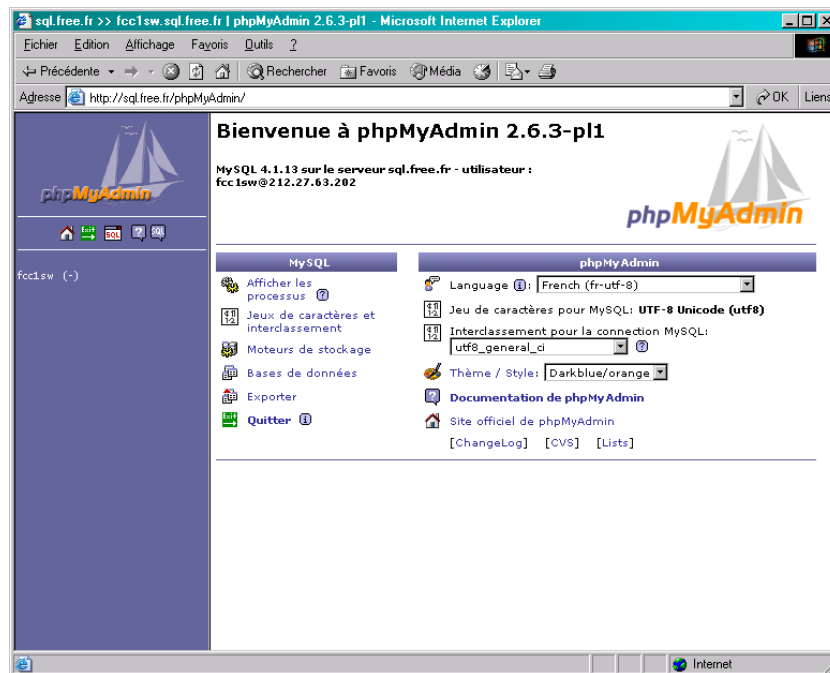 sql.free.fr >> fcc1sw.sql.free.fr | phpMyAdmin 2.6.3-pl1 - Microsoft Internet Explorer
Fichier Edition Affichage Favoris Outils ?
Précédente Rechercher Favoris Média
Adresse http://sql.free.fr/phpMyAdmin/ OK Liens
phpMyAdmin
Exit SQL ? SQL
fcc1sw (-)
Bienvenue à phpMyAdmin 2.6.3-pl1
MySQL 4.1.13 sur le serveur sql.free.fr - utilisateur :
fcc1sw@212.27.63.202
phpMyAdmin
MySQL
Afficher les
processus
Jeux de caractères et
interclassement
Moteurs de stockage
Bases de données
Exporter
Quitter
phpMyAdmin
Language : French (fr-utf-8)
Jeu de caractères pour MySQL: UTF-8 Unicode (utf8)
Interclassement pour la connection MySQL:
utf8_general_ci
Thème / Style: Darkblue/orange
Documentation de phpMyAdmin
Site officiel de phpMyAdmin
[ChangeLog] [CVS] [Lists]
Internet